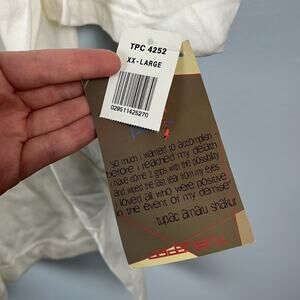 TPC 4252
XX-LARGE
029511425270
so much i wanted to accomplish
before i reached my death
i have come 2 grips with the possibility
and wiped the last tear from my eyes
i loved all who were positive
in the event of my demise
-tupac amaru shakur